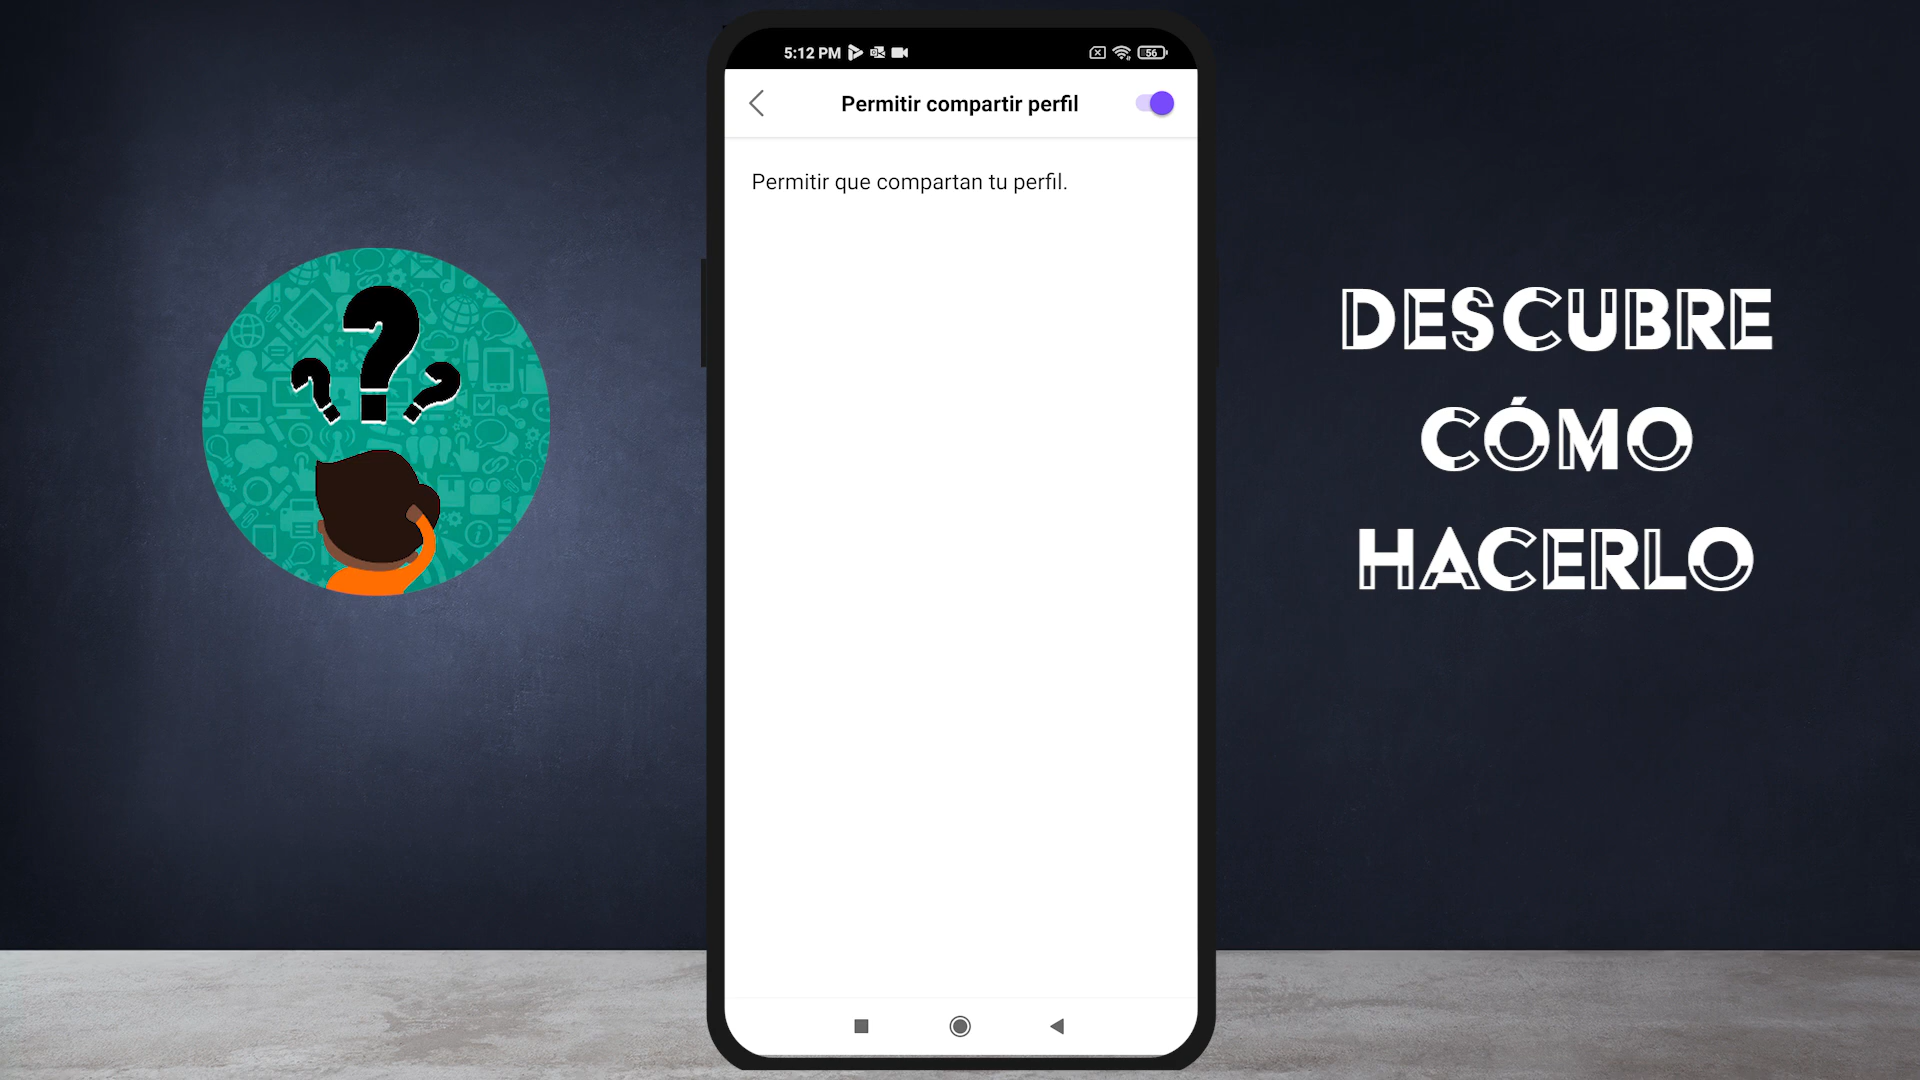 5:12 PM
56
Permitir compartir perfil
Permitir que compartan tu perfil.
DESCUBRE
CÓMO
HACERLO